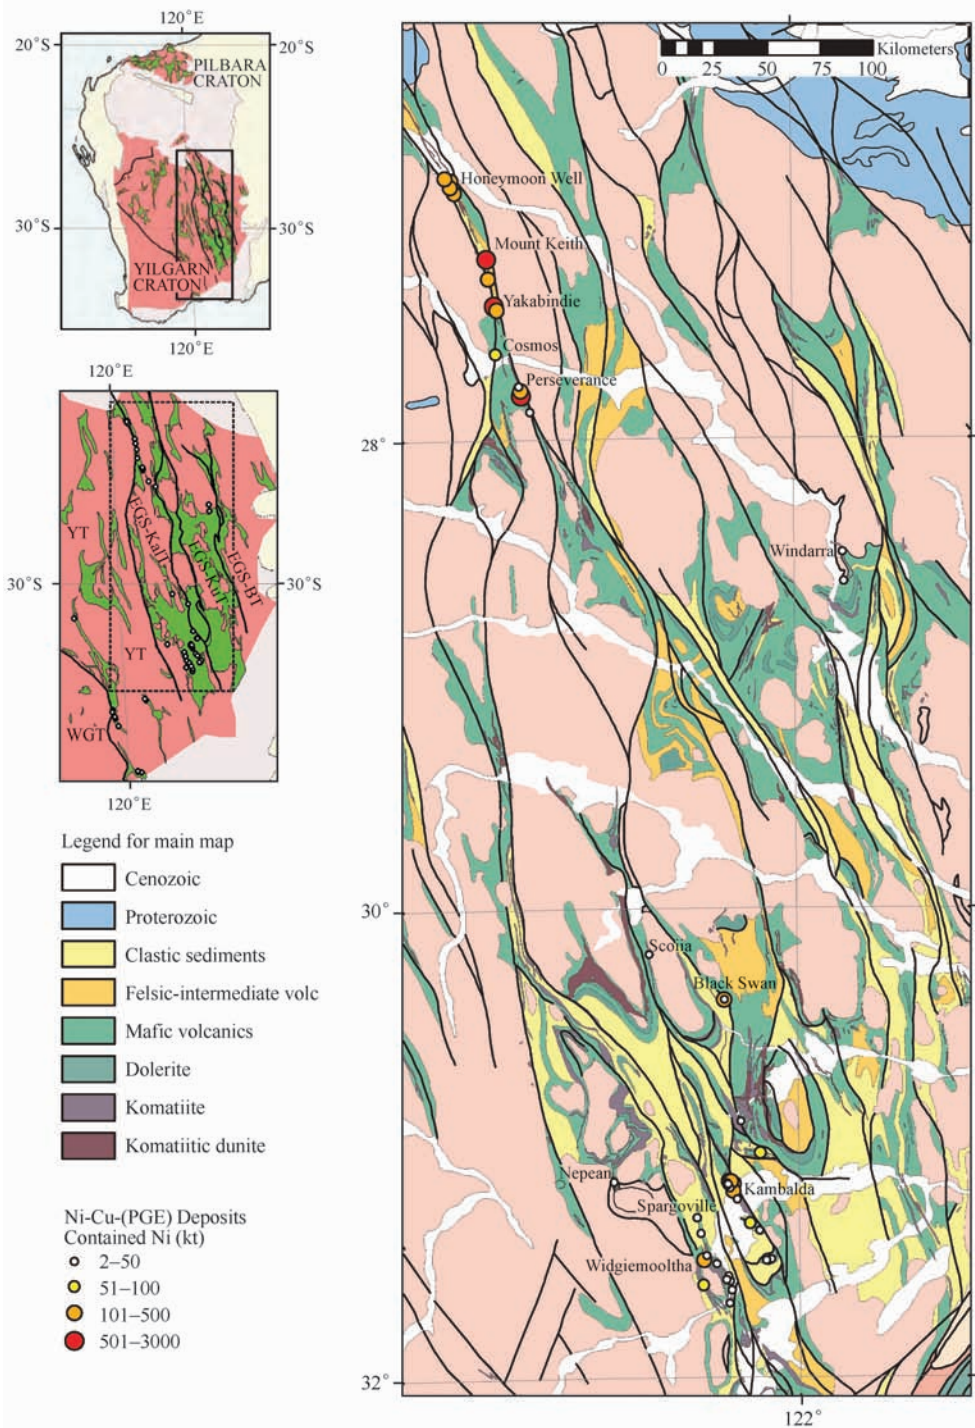 120°E
20°S
20°S
PILBARA
CRATON
30°S
30°S
YILGARN
CRATON
120°E
120°E
YT
EGS-Kall
EGS-Kur
EGS-BT
30°S
30°S
YT
WGT
120°E
Legend for main map
Cenozoic
Proterozoic
Clastic sediments
Felsic-intermediate volc
Mafic volcanics
Dolerite
Komatiite
Komatiitic dunite
Ni-Cu-(PGE) Deposits
Contained Ni (kt)
2–50
51–100
101–500
501–3000
Kilometers
0 25 50 75 100
Honeymoon Well
Mount Keith
Yakabindie
Cosmos
Perseverance
28°
Windarra
30°
Scotia
Black Swan
Nepean
Kambalda
Spargoville
Widgiemooltha
32°
122°